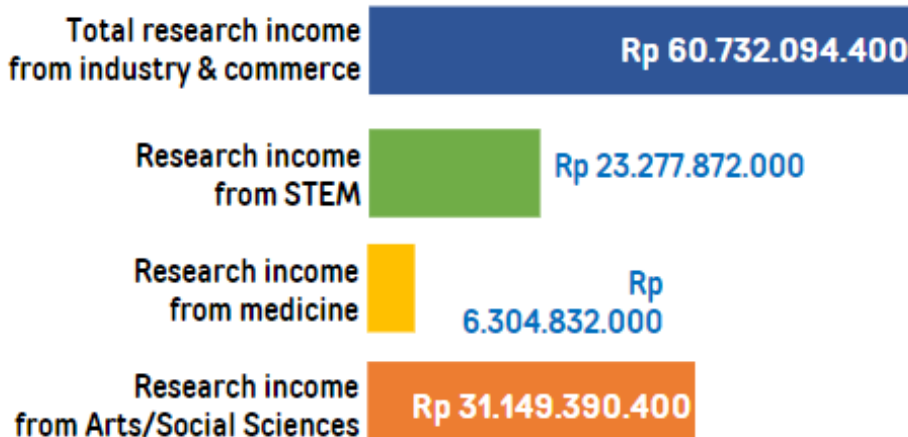 Total research income
from industry & commerce
Rp 60.732.094.400
Research income
from STEM
Rp 23.277.872.000
Research income
from medicine
Rp
6.304.832.000
Research income
from Arts/Social Sciences
Rp 31.149.390.400